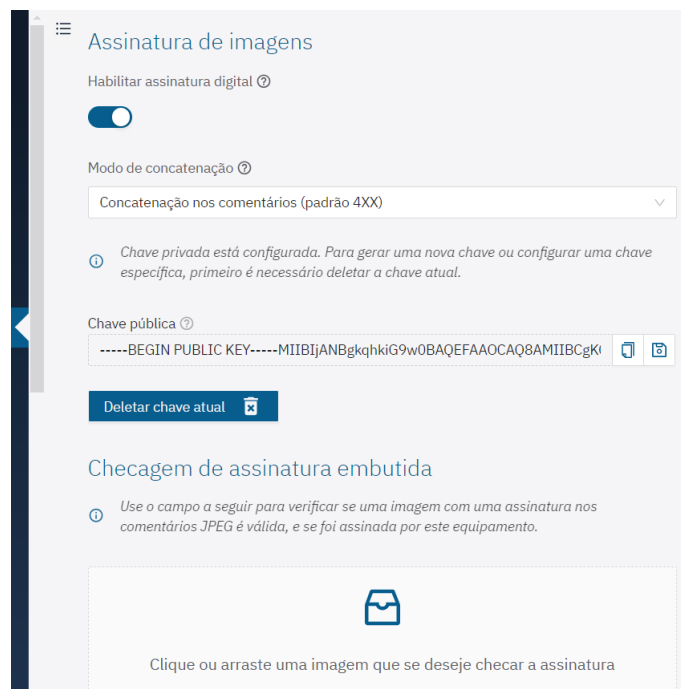 Assinatura de imagens
Habilitar assinatura digital
Modo de concatenação
Concatenação nos comentários (padrão 4XX)
Chave privada está configurada. Para gerar uma nova chave ou configurar uma chave
específica, primeiro é necessário deletar a chave atual.
Chave pública
-----BEGIN PUBLIC KEY-----MIIBIjANBgkqhkiG9w0BAQEFAAOCAQ8AMIIBCgK
Deletar chave atual
Checagem de assinatura embutida
Use o campo a seguir para verificar se uma imagem com uma assinatura nos
comentários JPEG é válida, e se foi assinada por este equipamento.
Clique ou arraste uma imagem que se deseje checar a assinatura